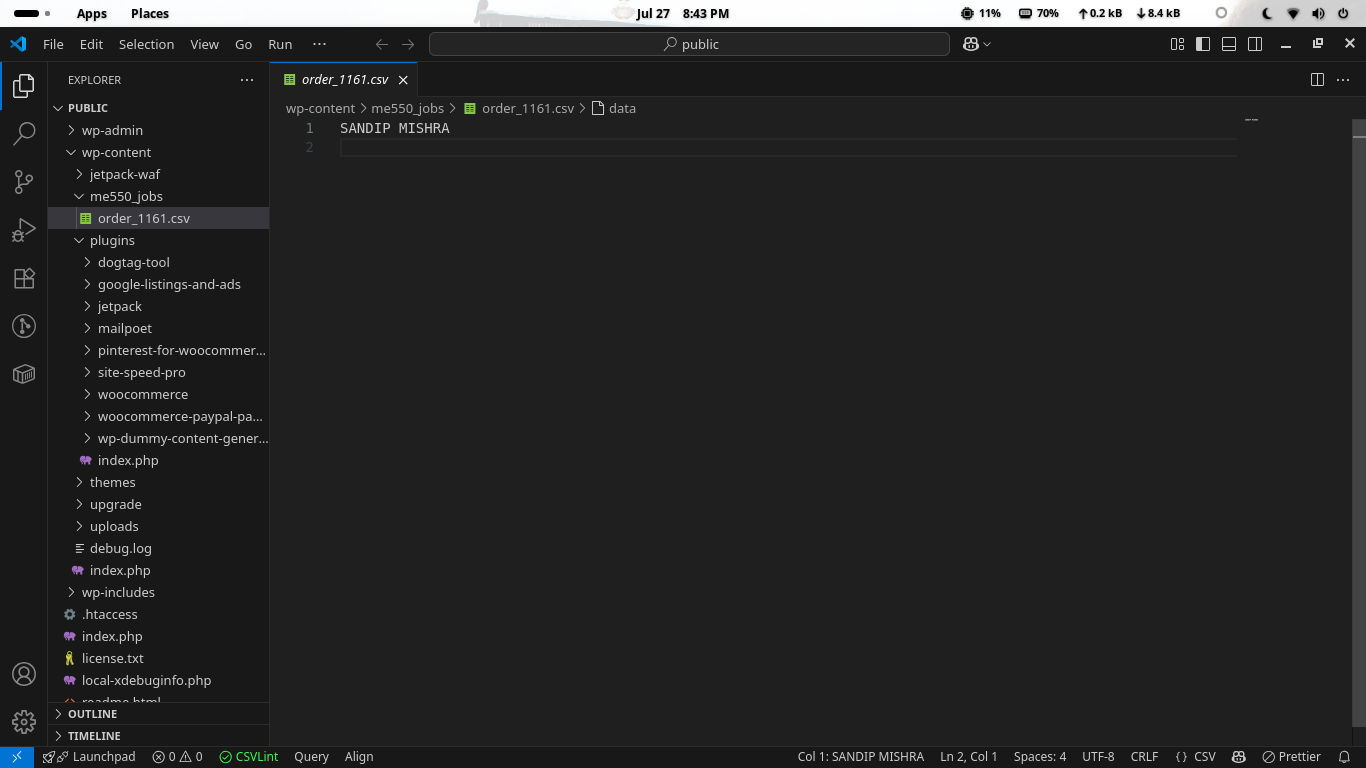 Apps Places Jul 27 8:43 PM 11% 70% 0.2 kB 8.4 kB
File Edit Selection View Go Run ··· public
EXPLORER ···
PUBLIC
wp-admin
wp-content
jetpack-waf
me550_jobs
order_1161.csv
plugins
dogtag-tool
google-listings-and-ads
jetpack
mailpoet
pinterest-for-woocommer...
site-speed-pro
woocommerce
woocommerce-paypal-pa...
wp-dummy-content-gener...
index.php
themes
upgrade
uploads
debug.log
index.php
wp-includes
.htaccess
index.php
license.txt
local-xdebuginfo.php
readme.html
OUTLINE
TIMELINE
order_1161.csv
wp-content > me550_jobs > order_1161.csv > data
1 SANDIP MISHRA
2
Launchpad 0 0 CSVLint Query Align Col 1: SANDIP MISHRA Ln 2, Col 1 Spaces: 4 UTF-8 CRLF {} CSV Prettier